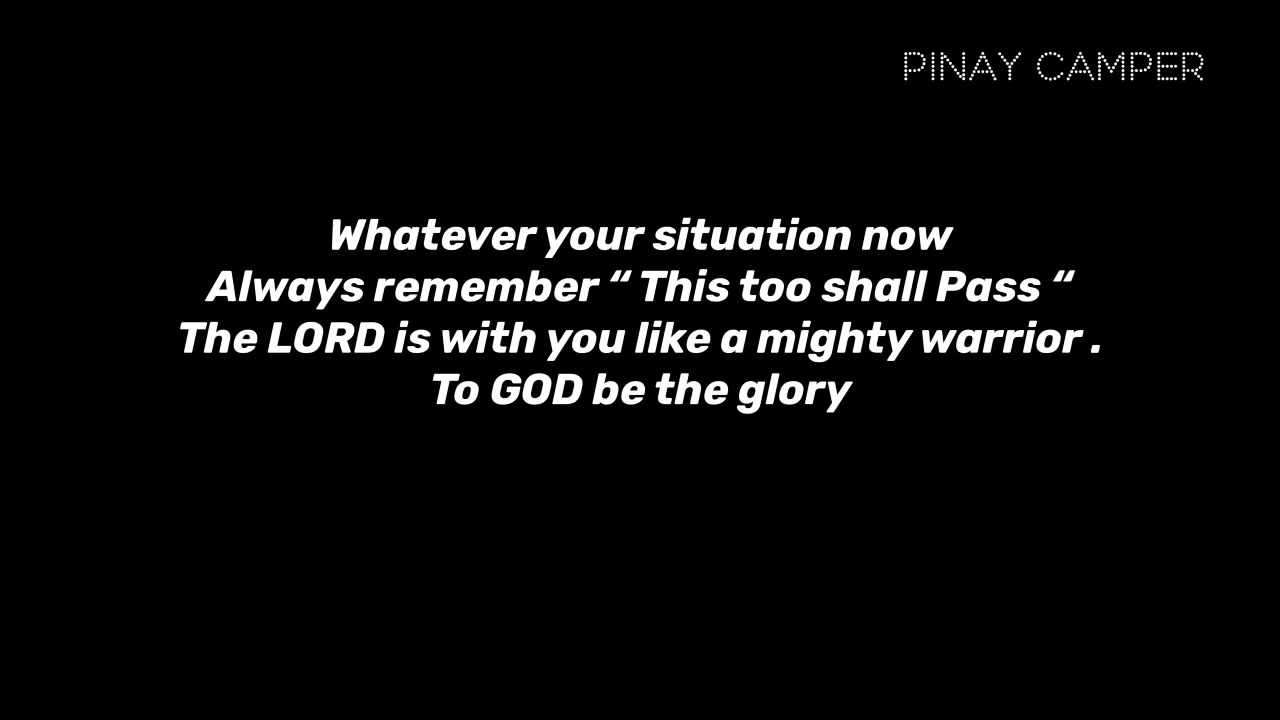 PINAY CAMPER
Whatever your situation now
Always remember “ This too shall Pass “
The LORD is with you like a mighty warrior .
To GOD be the glory